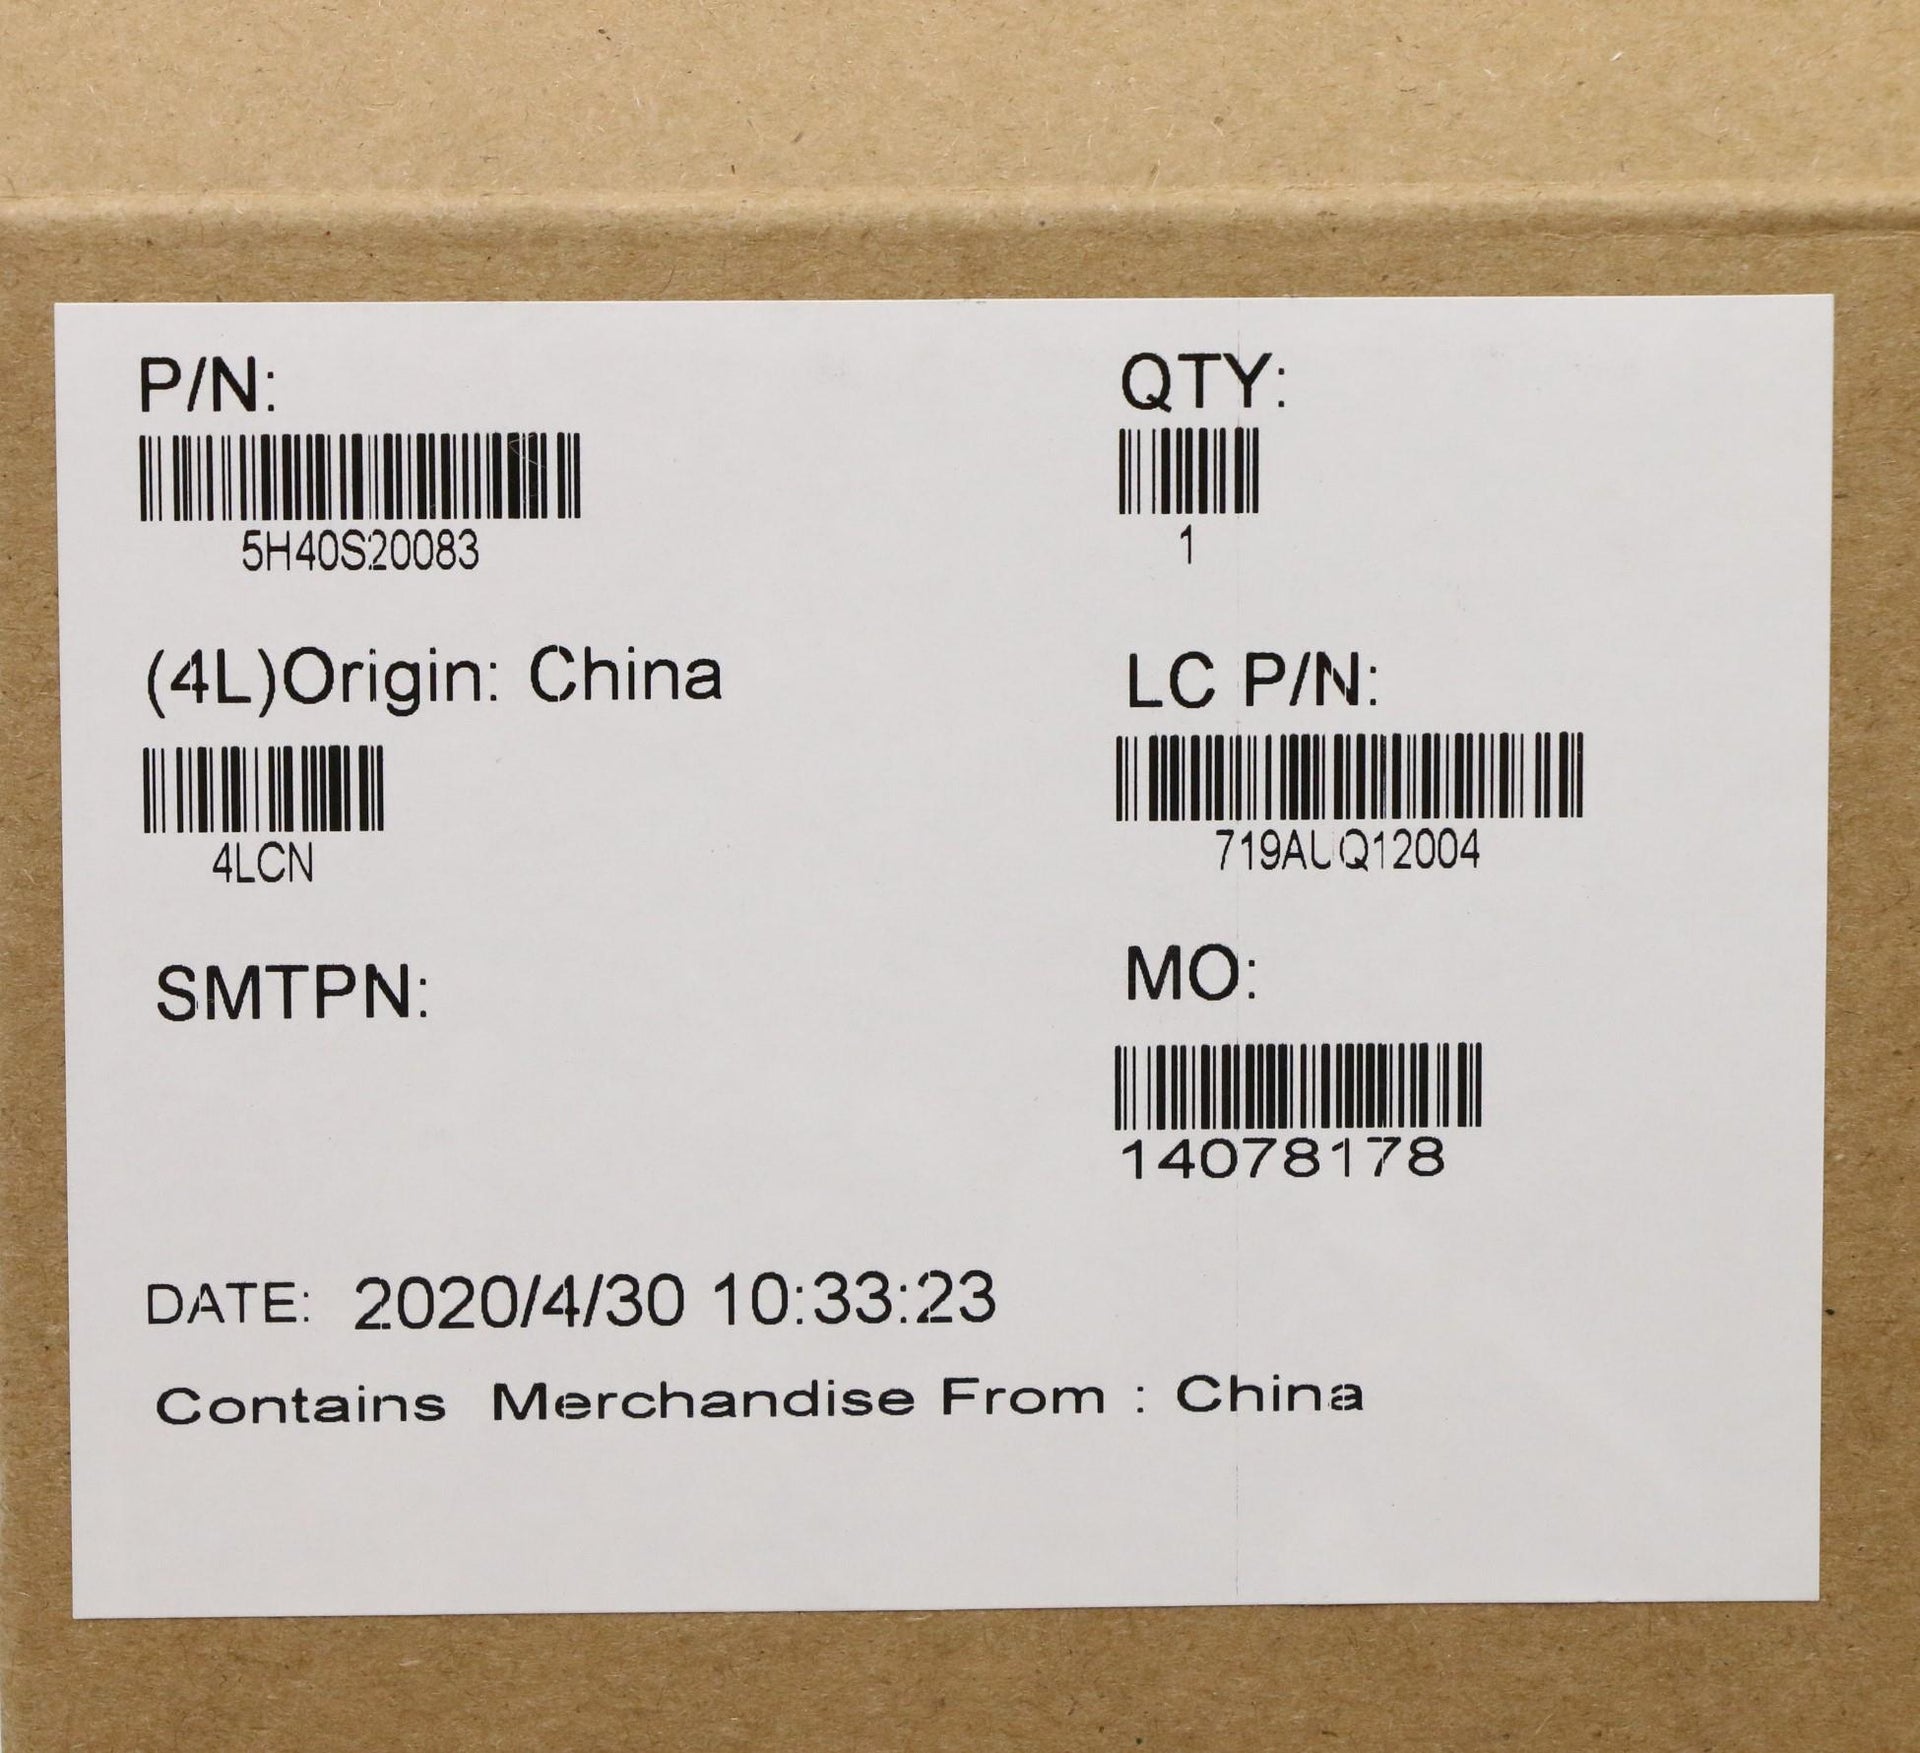 P/N:
5H40S20083
QTY:
1
(4L)Origin: China
4LCN
LC P/N:
719AUQ12004
SMTPN:
MO:
14078178
DATE: 2020/4/30 10:33:23
Contains Merchandise From : China